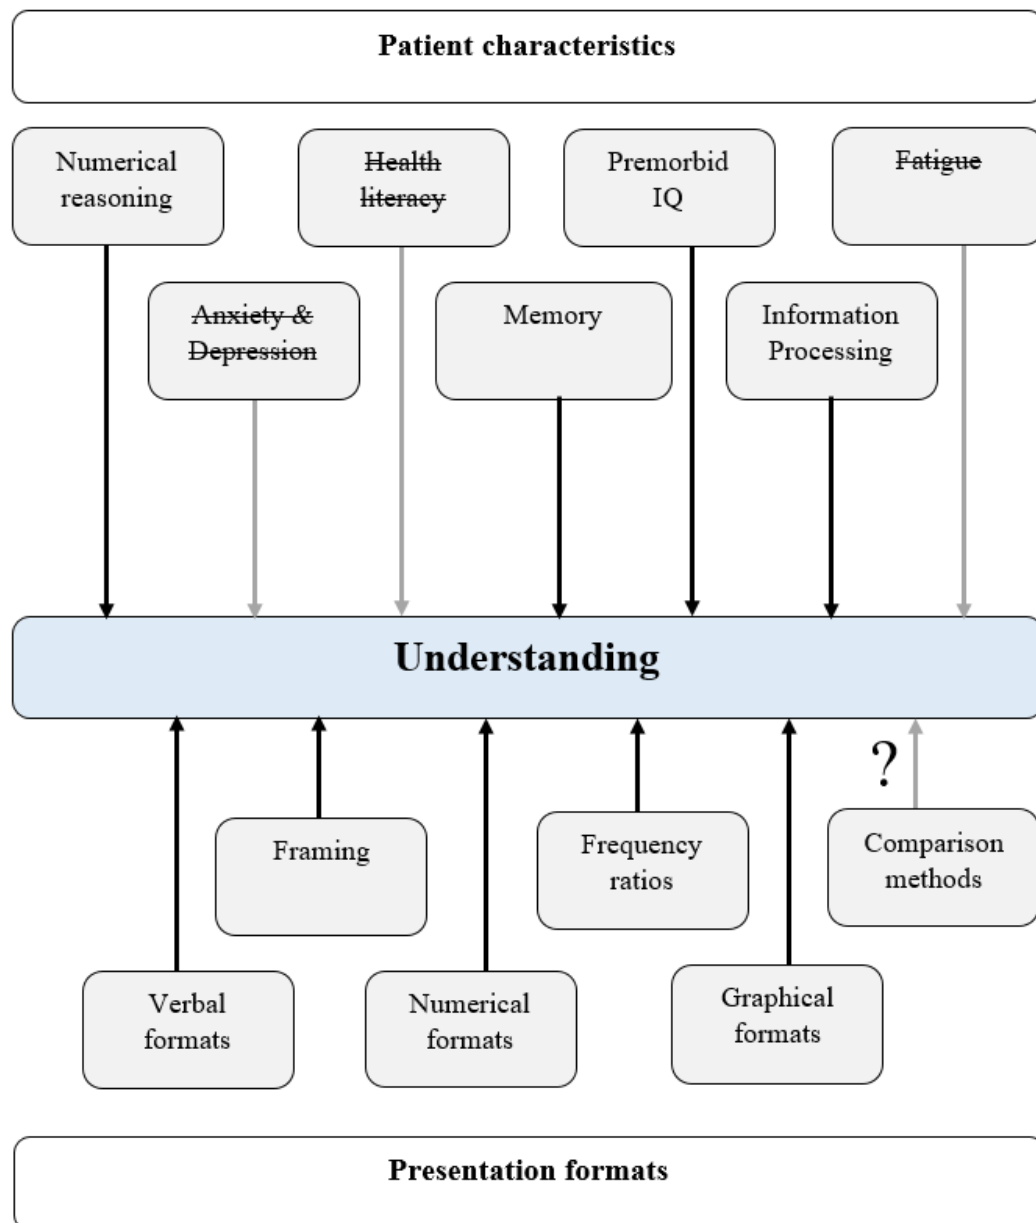 Patient characteristics
Numerical
reasoning
Health
literacy
Premorbid
IQ
Fatigue
Anxiety &
Depression
Memory
Information
Processing
Understanding
?
Framing
Frequency
ratios
Comparison
methods
Verbal
formats
Numerical
formats
Graphical
formats
Presentation formats